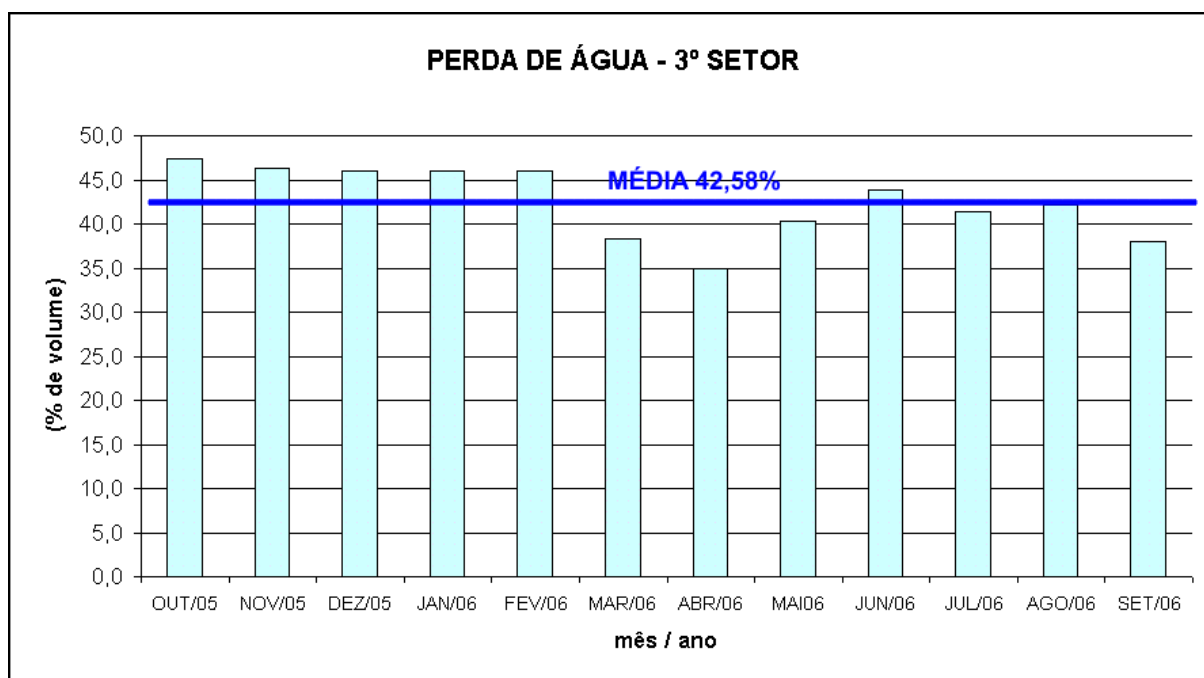 PERDA DE ÁGUA - 3º SETOR
50,0
45,0
40,0
35,0
30,0
25,0
20,0
15,0
10,0
5,0
0,0
(% de volume)
MÉDIA 42,58%
OUT/05 NOV/05 DEZ/05 JAN/06 FEV/06 MAR/06 ABR/06 MAI06 JUN/06 JUL/06 AGO/06 SET/06
mês / ano